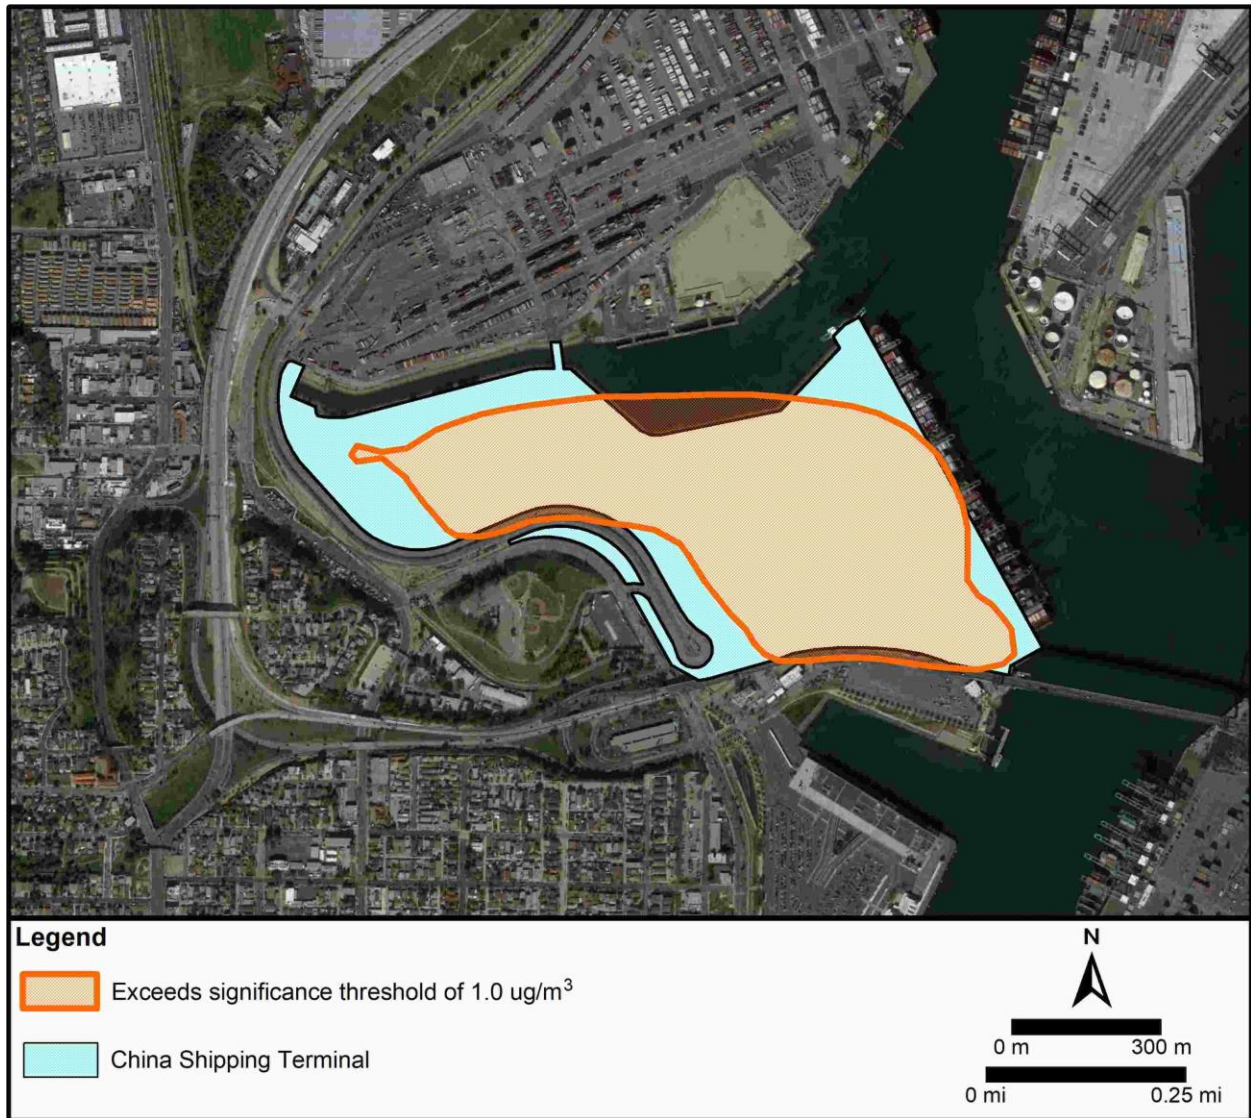 Legend
Exceeds significance threshold of 1.0 ug/m³
China Shipping Terminal
N
0 m 300 m
0 mi 0.25 mi